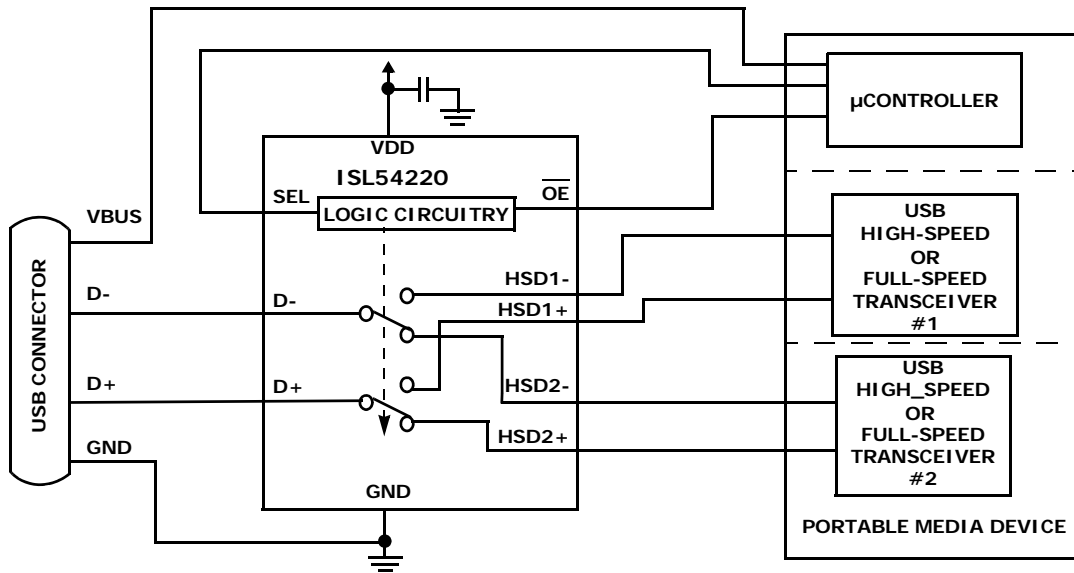 µCONTROLLER
VDD
ISL54220
SEL
OE
LOGIC CIRCUITRY
VBUS
USB CONNECTOR
D-
D-
D+
D+
GND
GND
HSD1-
HSD1+
HSD2-
HSD2+
USB
HIGH-SPEED
OR
FULL-SPEED
TRANSCEIVER
#1
USB
HIGH_SPEED
OR
FULL-SPEED
TRANSCEIVER
#2
PORTABLE MEDIA DEVICE